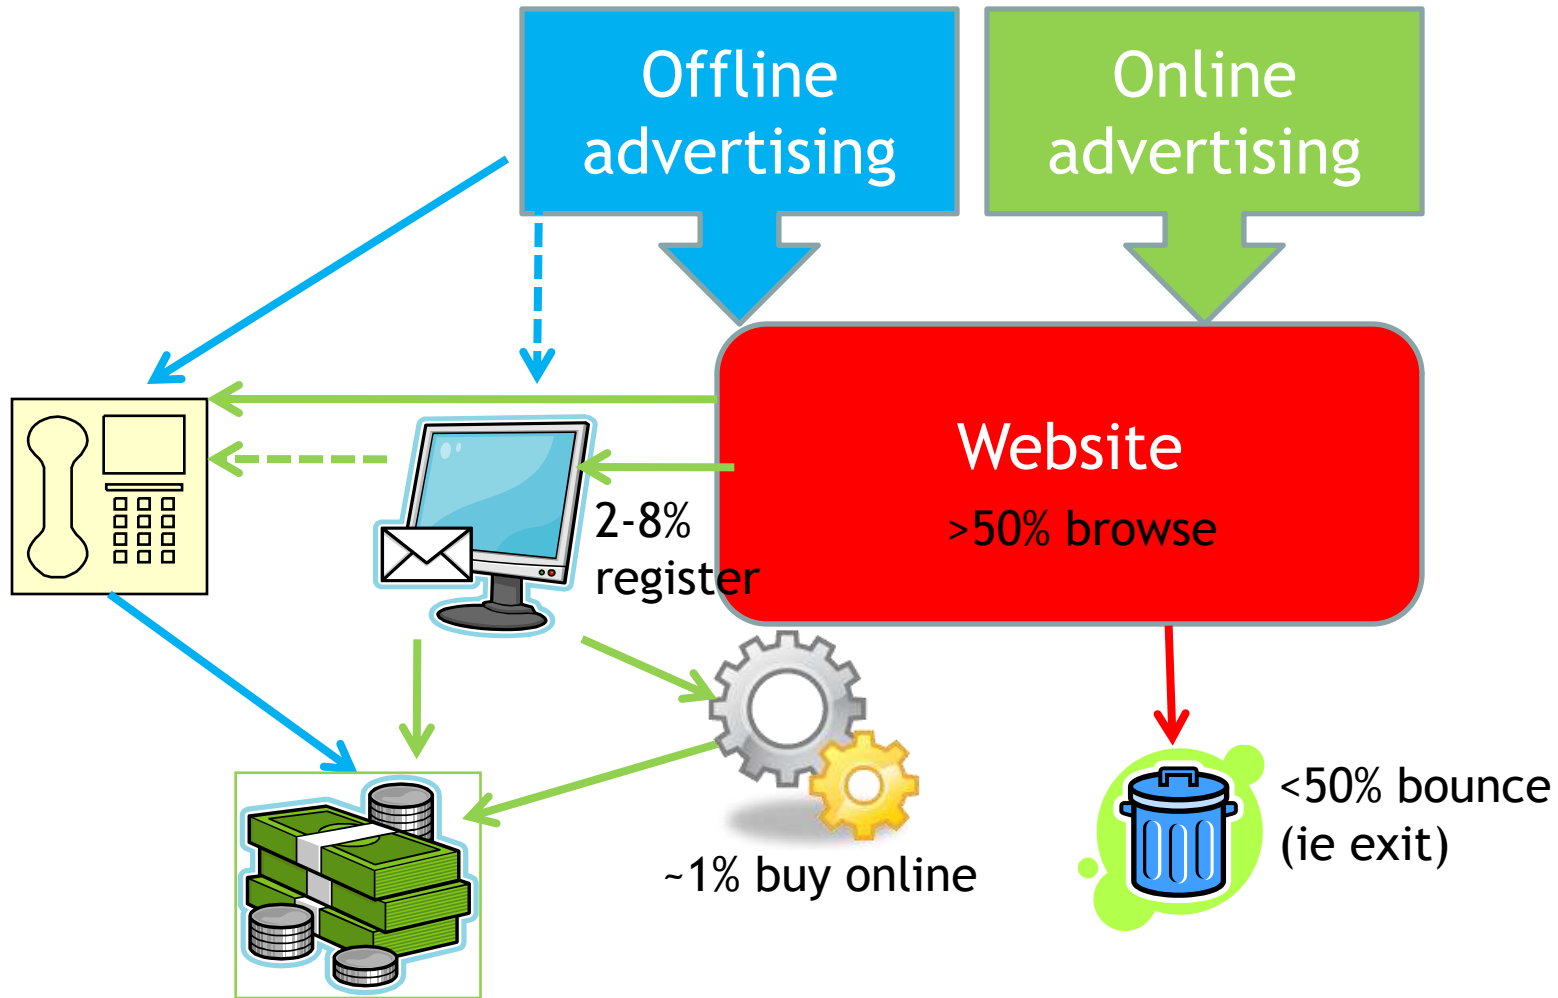 Offline
advertising
Online
advertising
Website
>50% browse
2-8%
register
~1% buy online
<50% bounce
(ie exit)